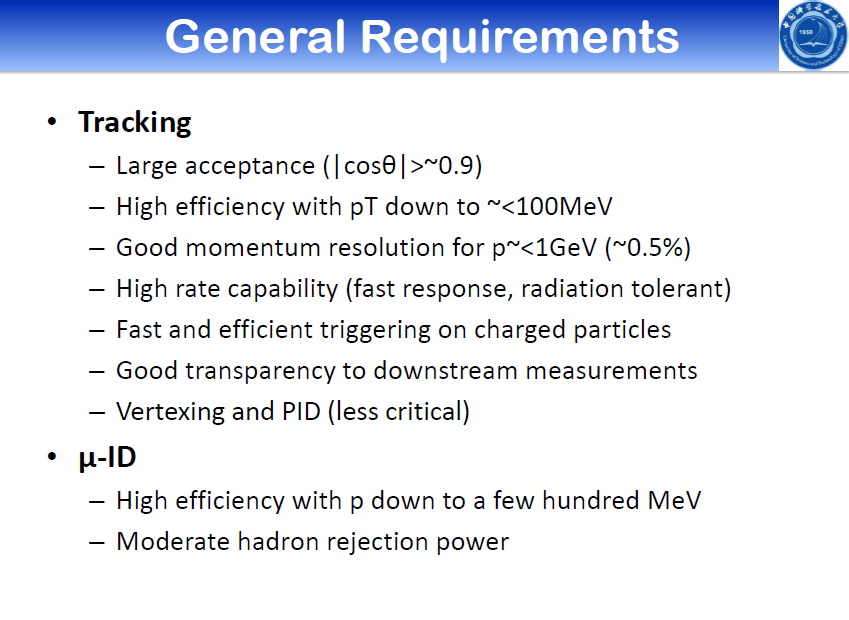 General Requirements
1958
• Tracking
– Large acceptance (|cosθ|>~0.9)
– High efficiency with pT down to ~<100MeV
– Good momentum resolution for p~<1GeV (~0.5%)
– High rate capability (fast response, radiation tolerant)
– Fast and efficient triggering on charged particles
– Good transparency to downstream measurements
– Vertexing and PID (less critical)
• μ-ID
– High efficiency with p down to a few hundred MeV
– Moderate hadron rejection power